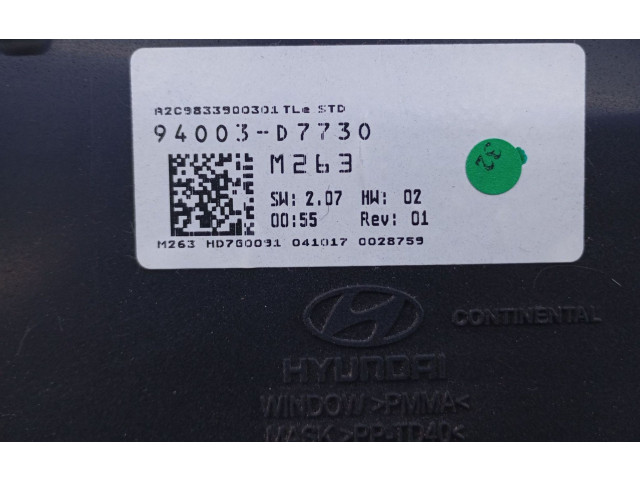 A2C9833900301 TLe STD
94003-D7730
M263
SW: 2.07 HW: 02
00:55 Rev: 01
M263 HD7G0091 041017 0028759
23
CONTINENTAL
HYUNDAI
WINDOW >PMMA<
MASK >PP-TD40<